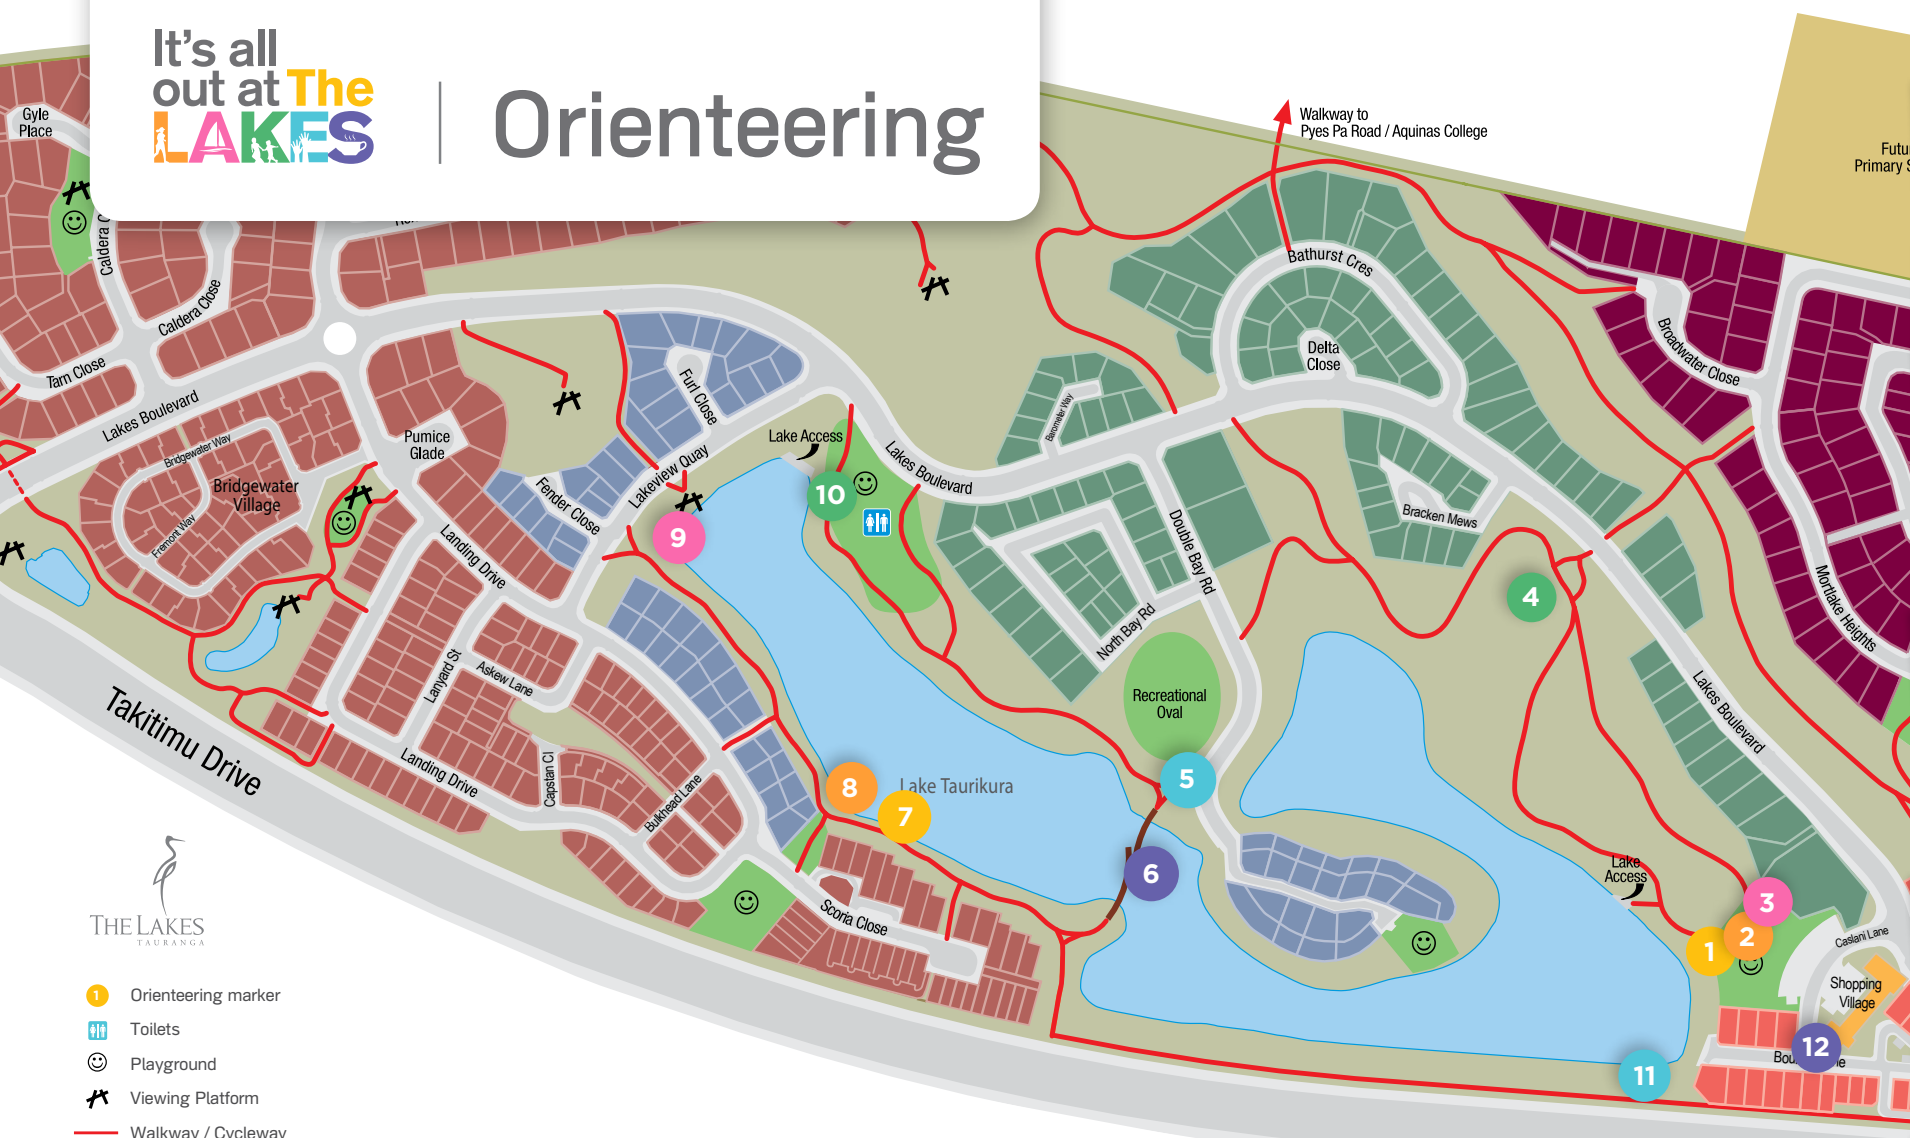 It's all
out at The
LAKES
Orienteering
Walkway to
Pyes Pa Road / Aquinas College
Primary
Gyle
Place
Caldera
Caldera Close
Tarn Close
Lakes Boulevard
Bridgewater Way
Bridgewater
Village
Fremont Way
Pumice
Glade
Furl Close
Lakeview Quay
Fender Close
Landing Drive
Lake Access
Lakes Boulevard
Barometer Way
Bathurst Cres
Delta
Close
Broadwater Close
Bracken Mews
Double Bay Rd
North Bay Rd
Mortlake Heights
Lakes Boulevard
Recreational
Oval
Lanyard St
Askew Lane
Landing Drive
Capstan Cl
Bulkhead Lane
Takitimu Drive
Lake Taurikura
Scoria Close
Lake
Access
Caslani Lane
Shopping
Village
10
9
4
5
8
7
6
3
2
1
12
11
THE LAKES
TAURANGA
1 Orienteering marker
Toilets
Playground
Viewing Platform
Walkway / Cycleway